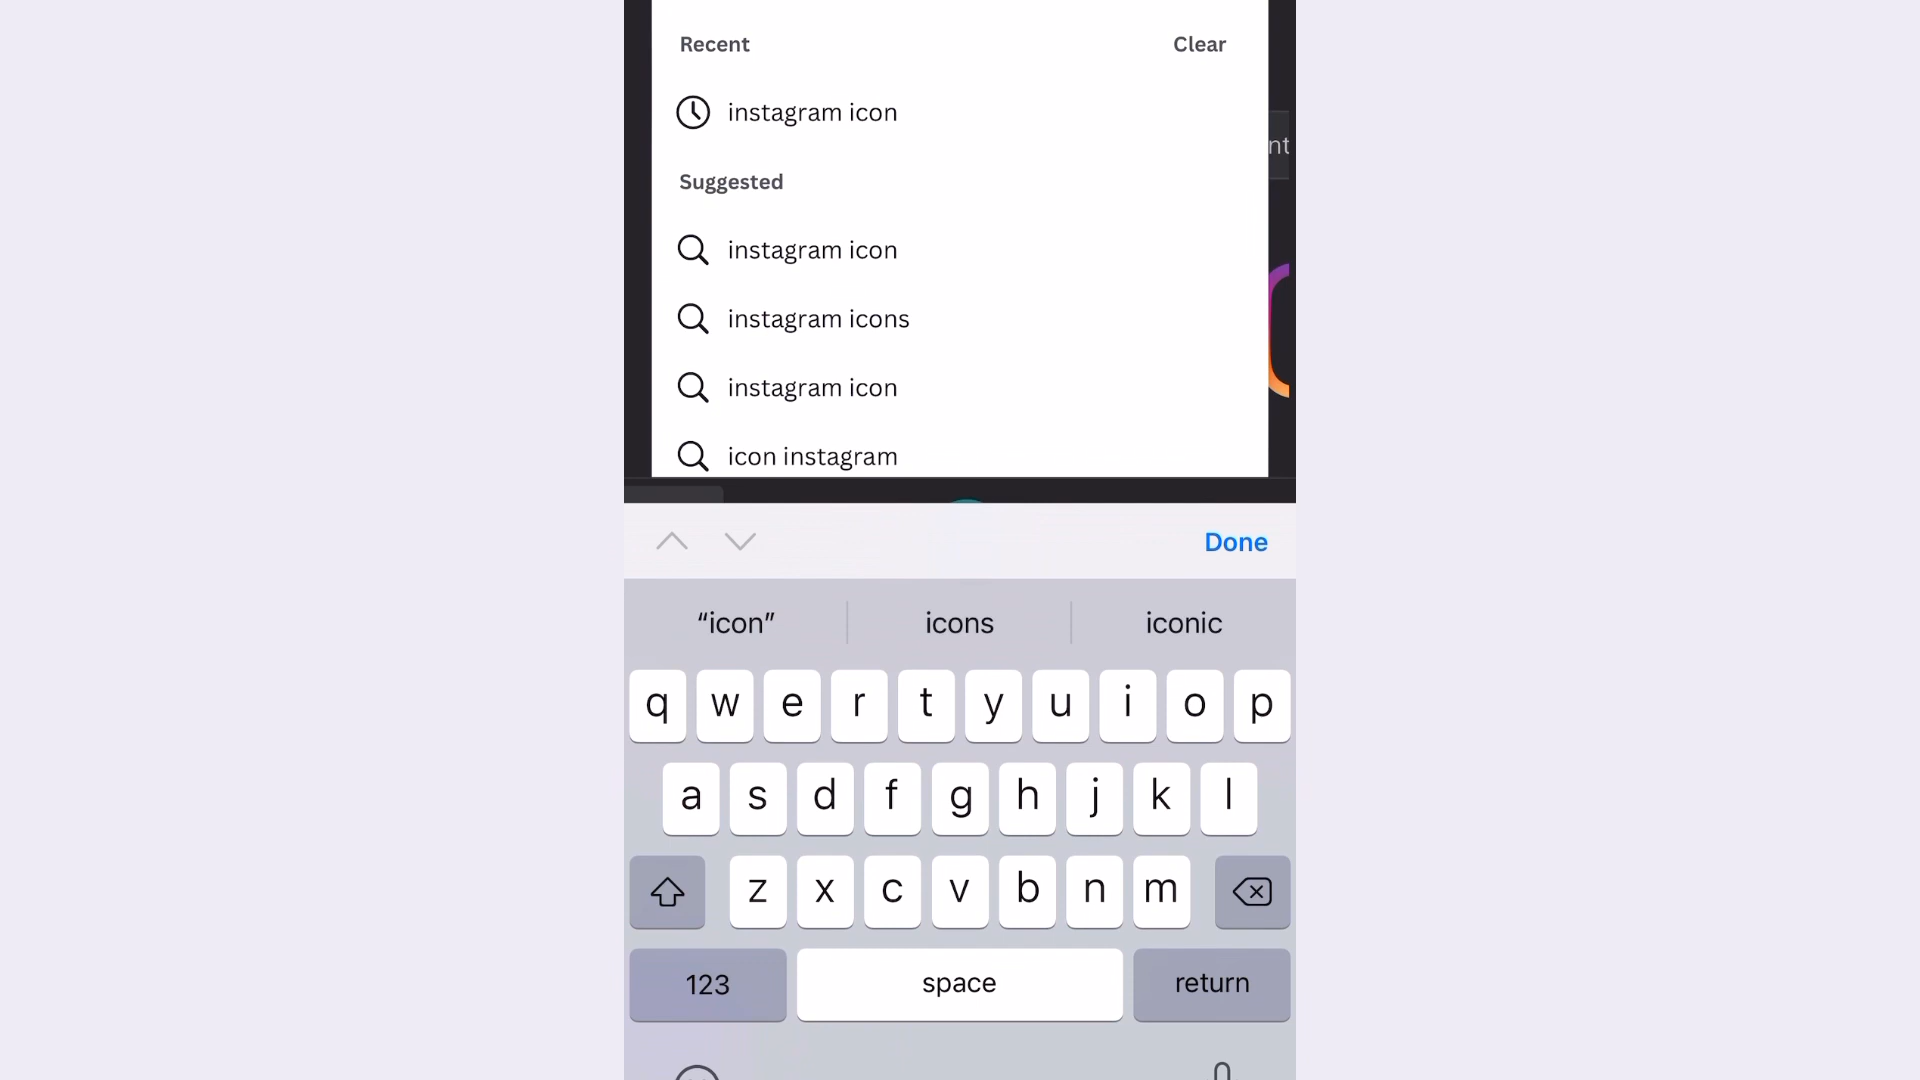 Recent Clear
instagram icon
Suggested
instagram icon
instagram icons
instagram icon
icon instagram
nt
Done
“icon” icons iconic
q w e r t y u i o p
a s d f g h j k l
z x c v b n m
123 space return